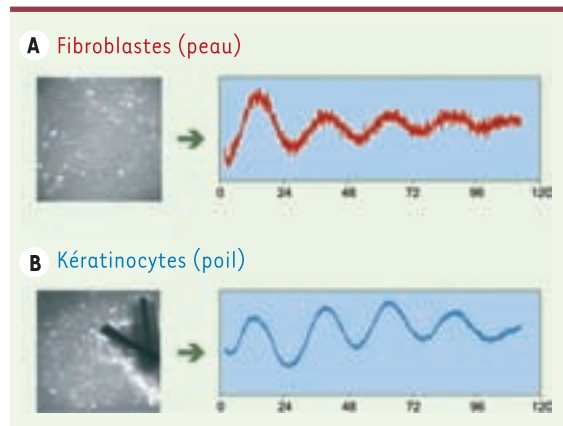 A Fibroblastes (peau)
0 24 48 72 96 120
B Kératinocytes (poil)
0 24 48 72 96 120